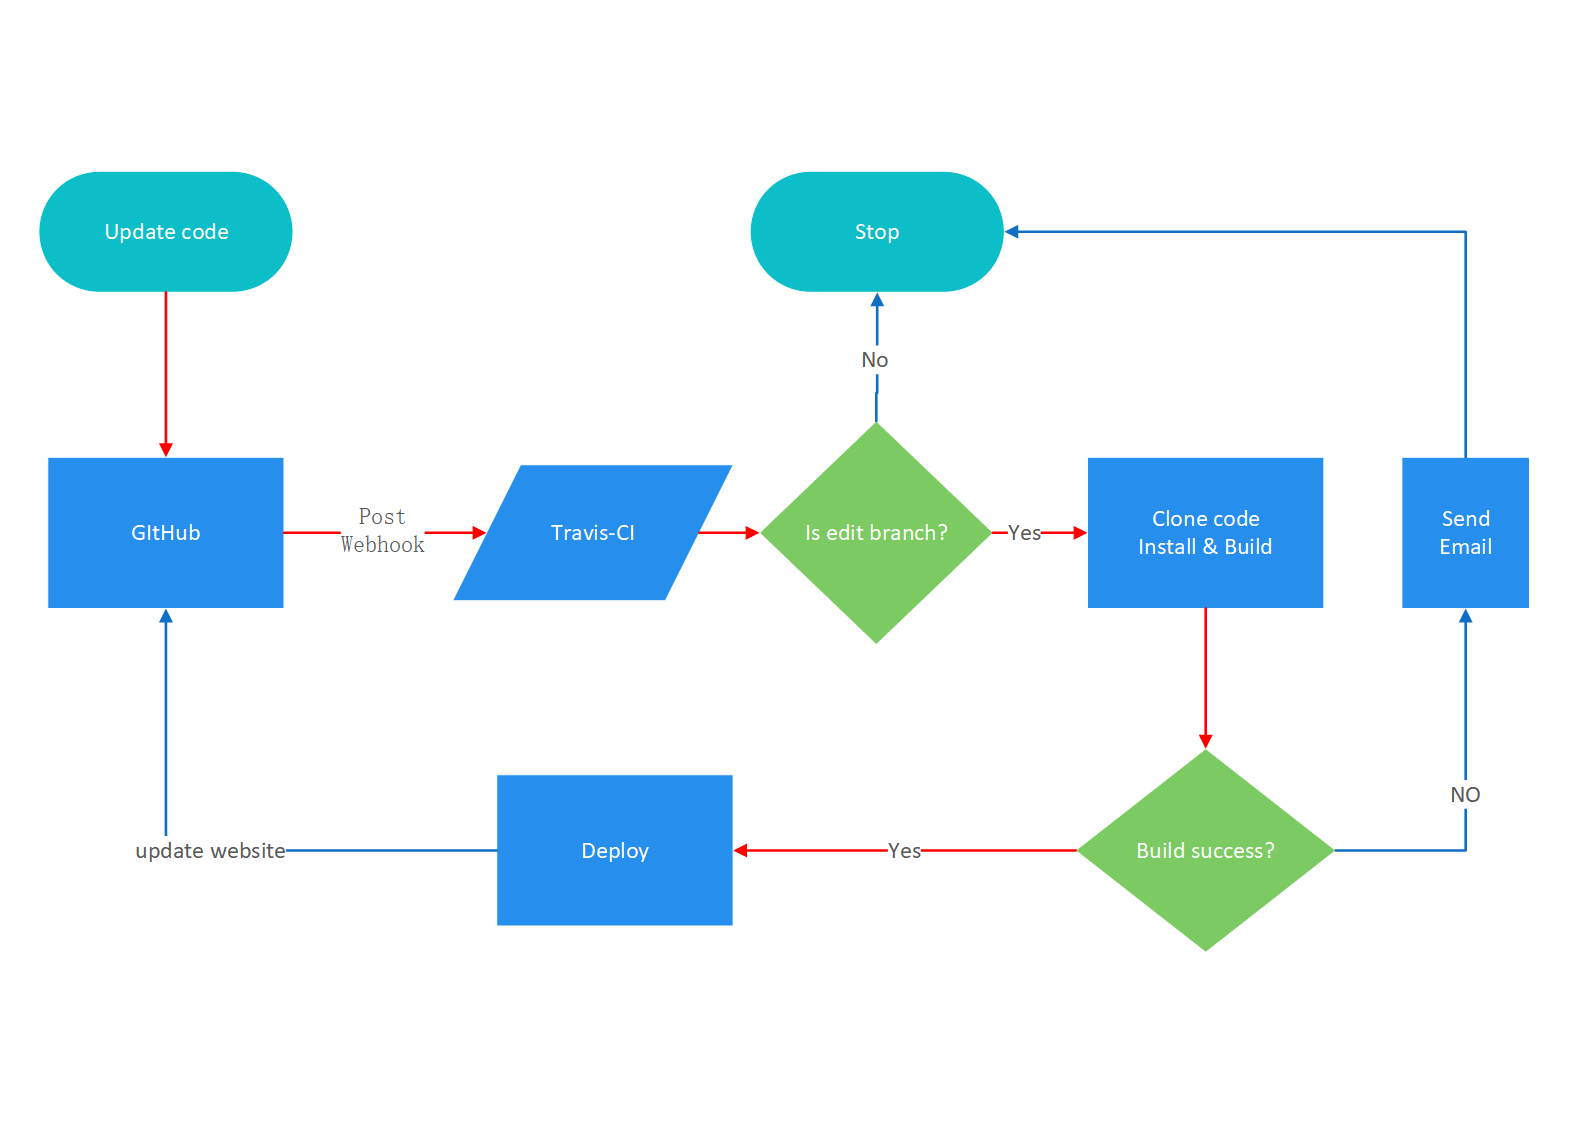 Update code
Stop
No
GItHub
Post
Webhook
Travis-CI
Is edit branch?
Yes
Clone code
Install & Build
Send
Email
NO
update website
Deploy
Yes
Build success?